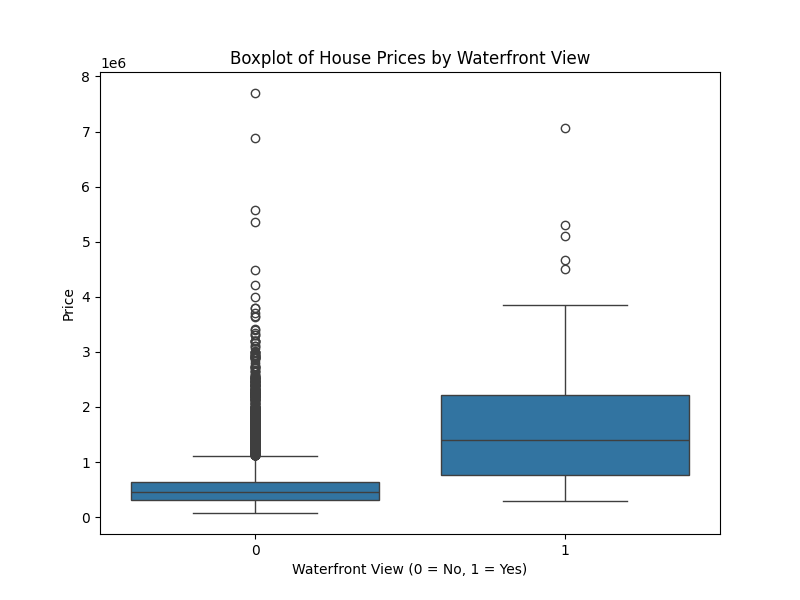 Boxplot of House Prices by Waterfront View
1e6
8
7
6
5
4
3
2
1
0
Price
0 1
Waterfront View (0 = No, 1 = Yes)